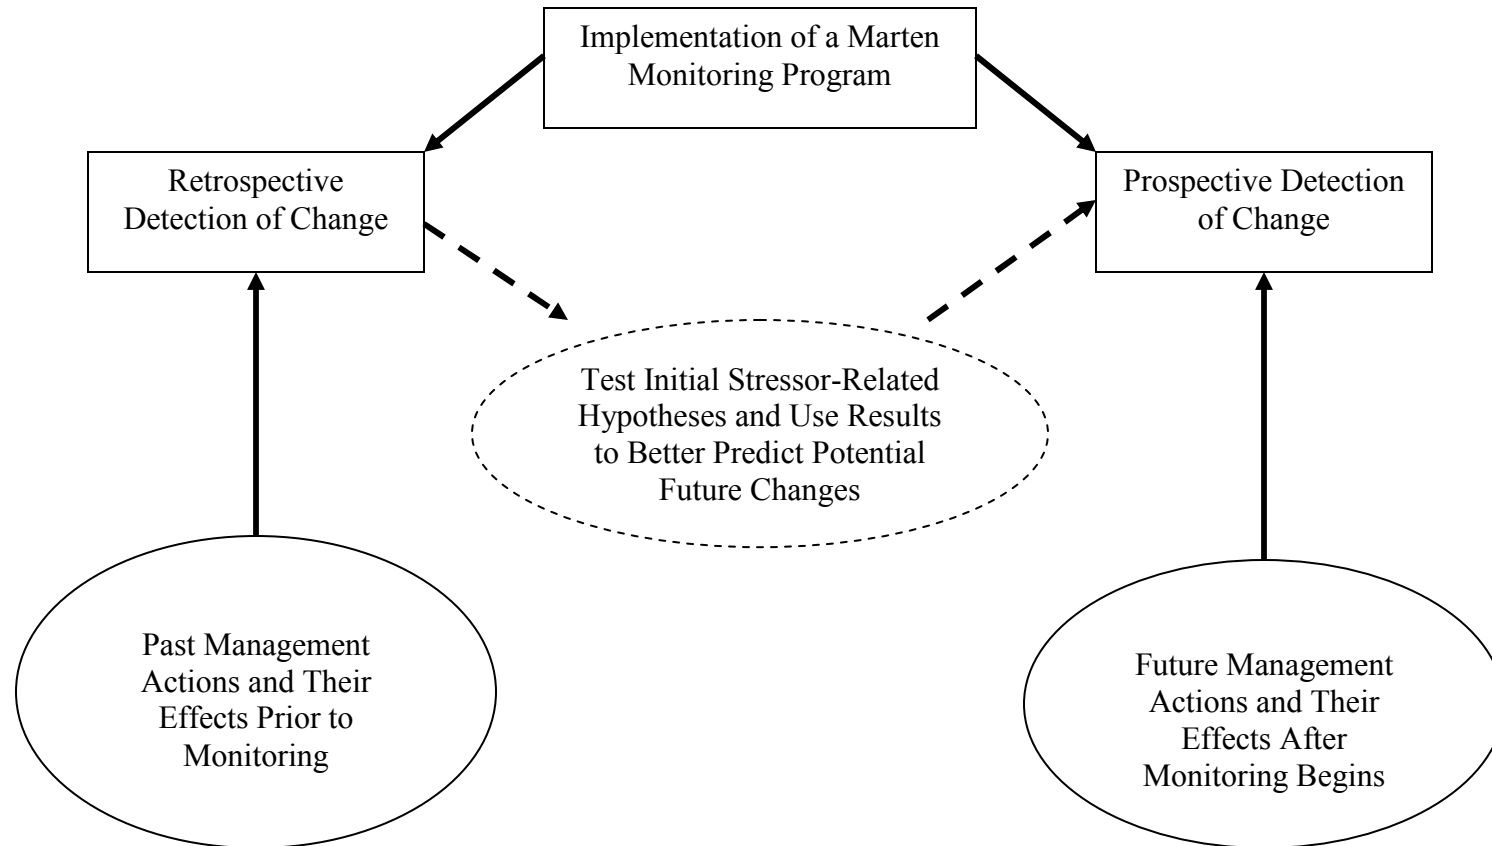 Implementation of a Marten
Monitoring Program
Retrospective
Detection of Change
Prospective Detection
of Change
Test Initial Stressor-Related
Hypotheses and Use Results
to Better Predict Potential
Future Changes
Past Management
Actions and Their
Effects Prior to
Monitoring
Future Management
Actions and Their
Effects After
Monitoring Begins